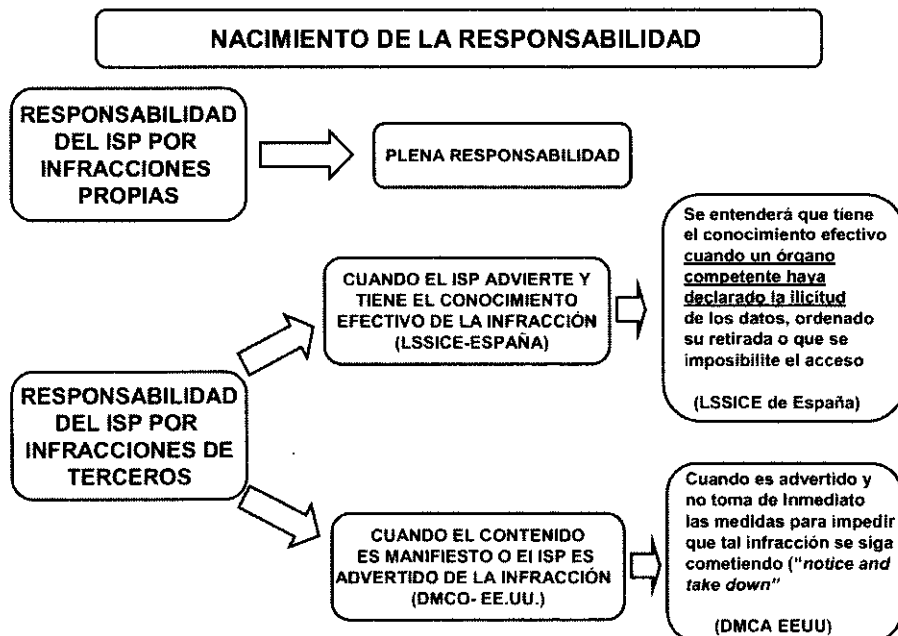 NACIMIENTO DE LA RESPONSABILIDAD
RESPONSABILIDAD
DEL ISP POR
INFRACCIONES
PROPIAS
PLENA RESPONSABILIDAD
RESPONSABILIDAD
DEL ISP POR
INFRACCIONES DE
TERCEROS
CUANDO EL ISP ADVIERTE Y
TIENE EL CONOCIMIENTO
EFECTIVO DE LA INFRACCIÓN
(LSSICE-ESPAÑA)
Se entenderá que tiene
el conocimiento efectivo
cuando un órgano
competente haya
declarado la ilicitud
de los datos, ordenado
su retirada o que se
imposibilite el acceso
(LSSICE de España)
CUANDO EL CONTENIDO
ES MANIFIESTO O El ISP ES
ADVERTIDO DE LA INFRACCIÓN
(DMCO- EE.UU.)
Cuando es advertido y
no toma de Inmediato
las medidas para impedir
que tal infracción se siga
cometiendo ("notice and
take down"
(DMCA EEUU)